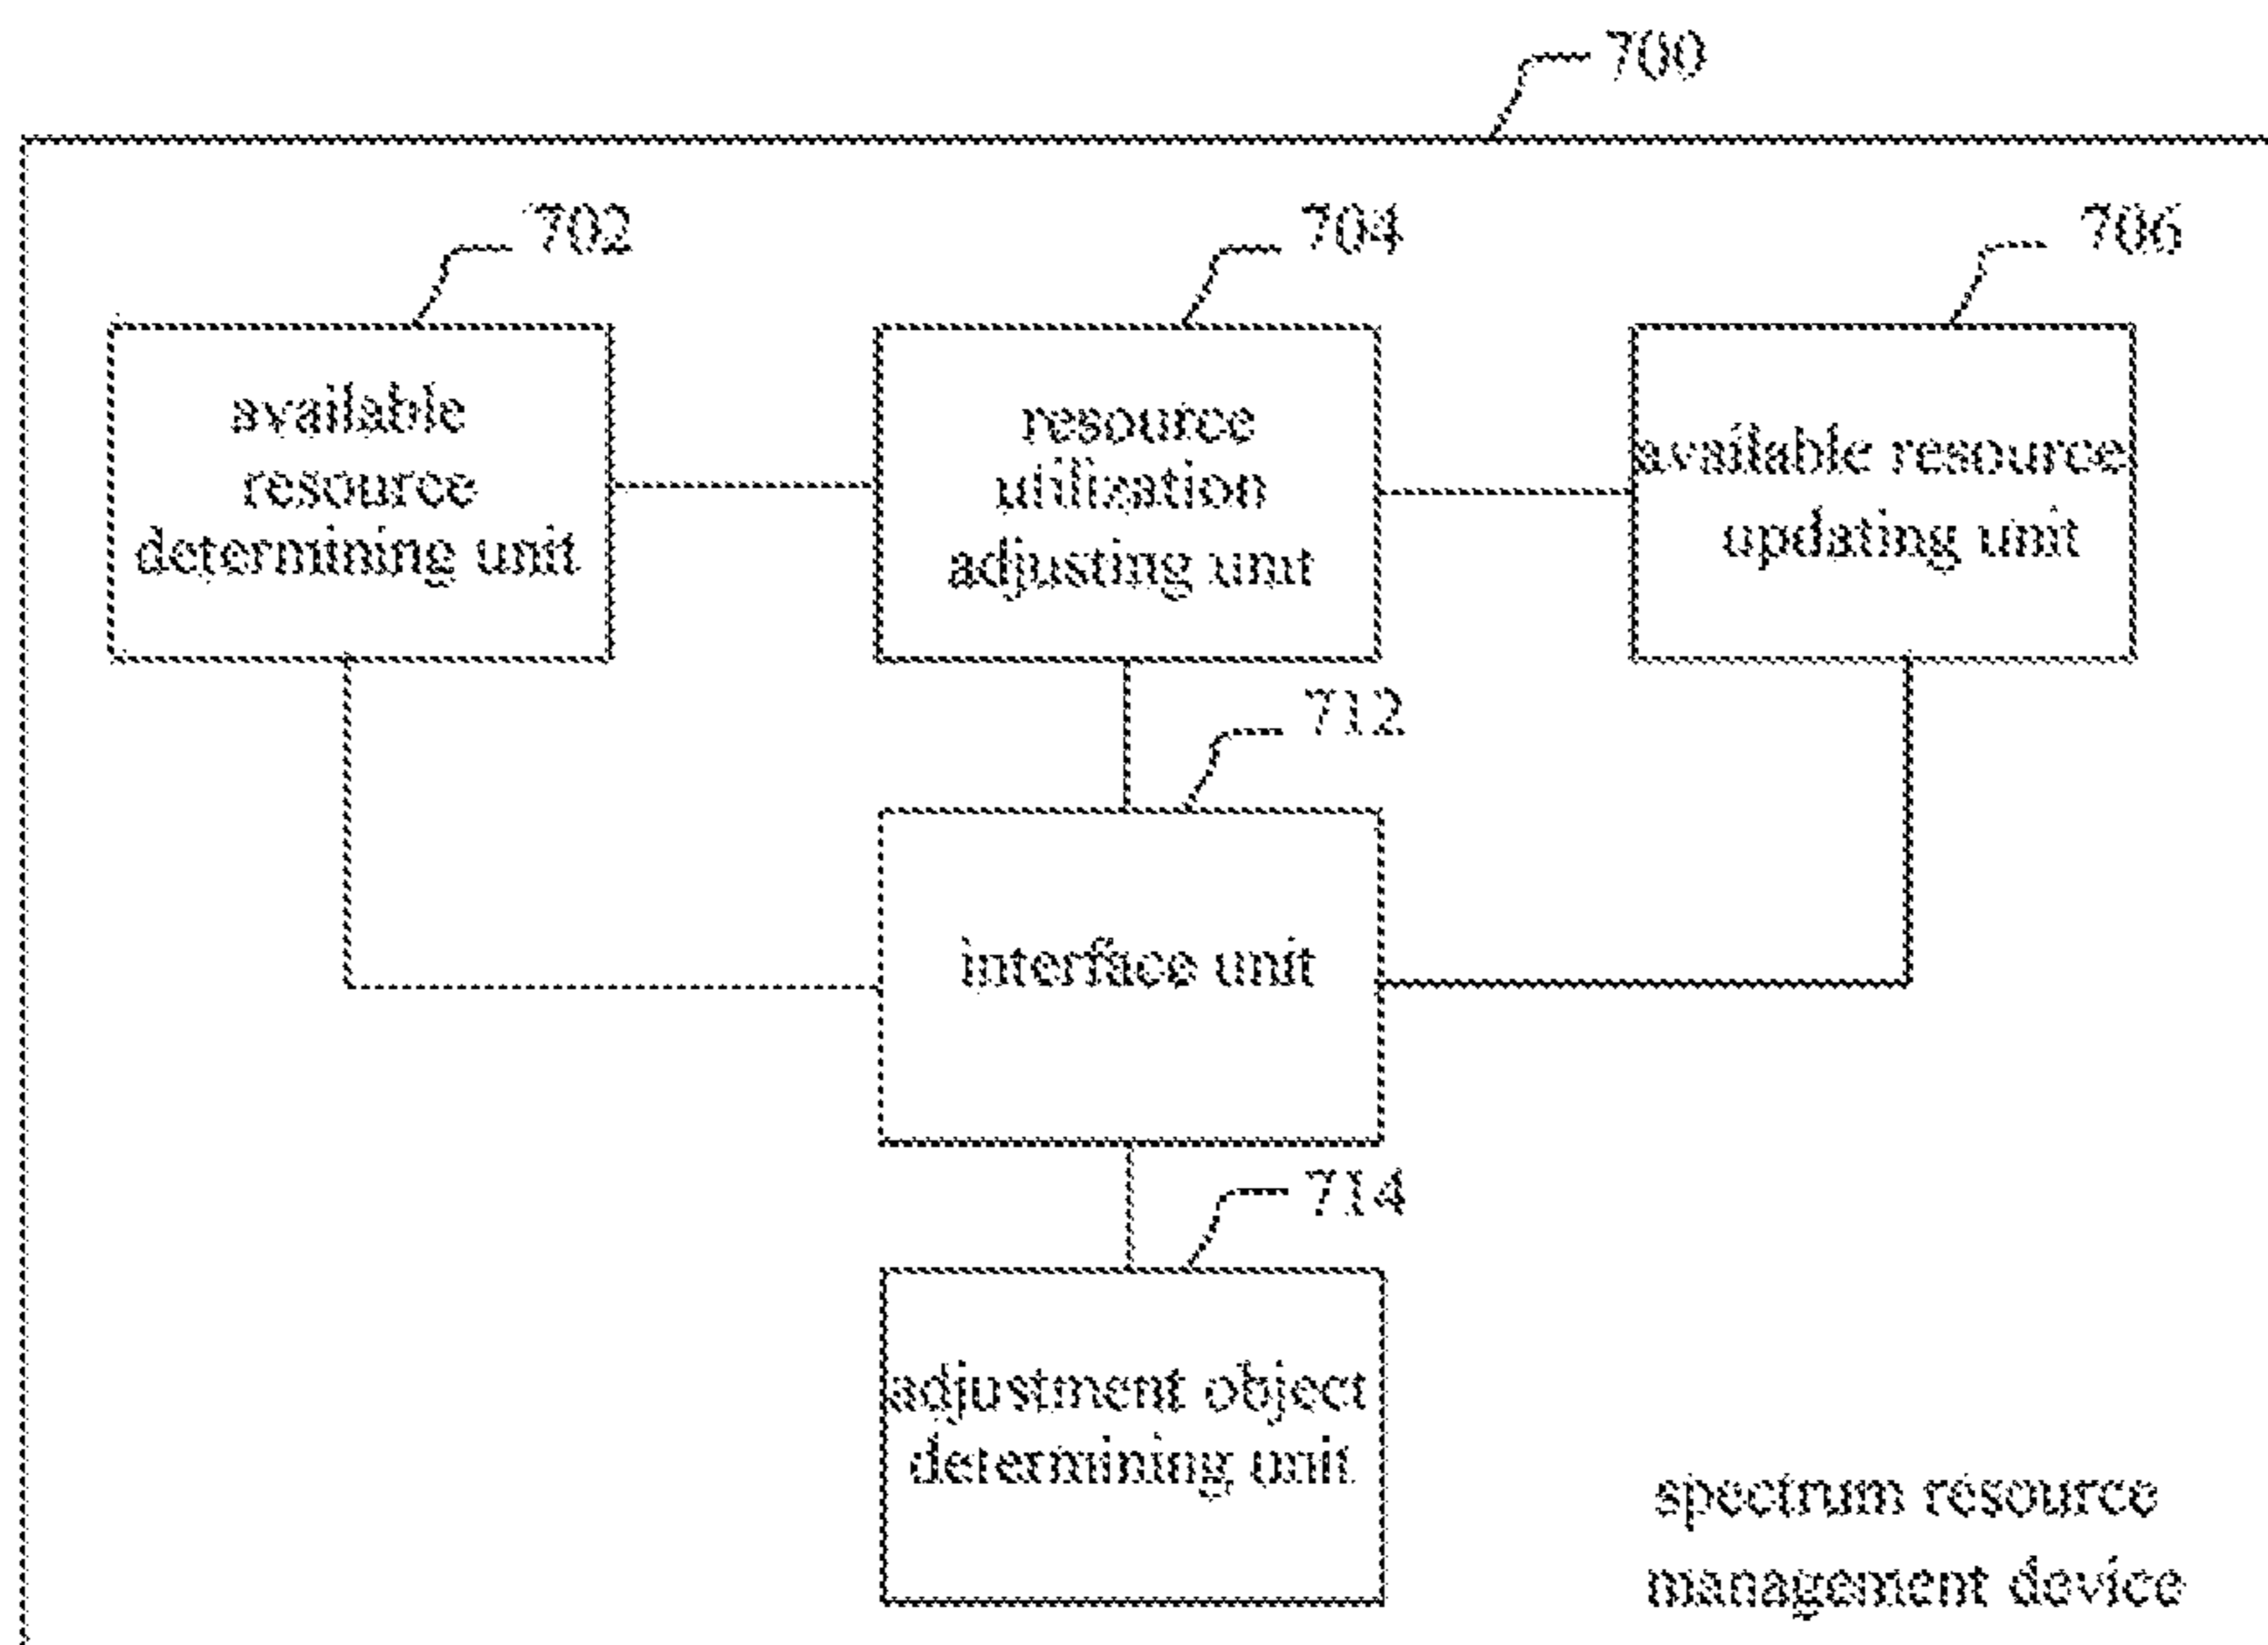 700
702
704
706
available
resource
determining unit
resource
utilization
adjusting unit
available resource
updating unit
712
interface unit
714
adjustment object
determining unit
spectrum resource
management device